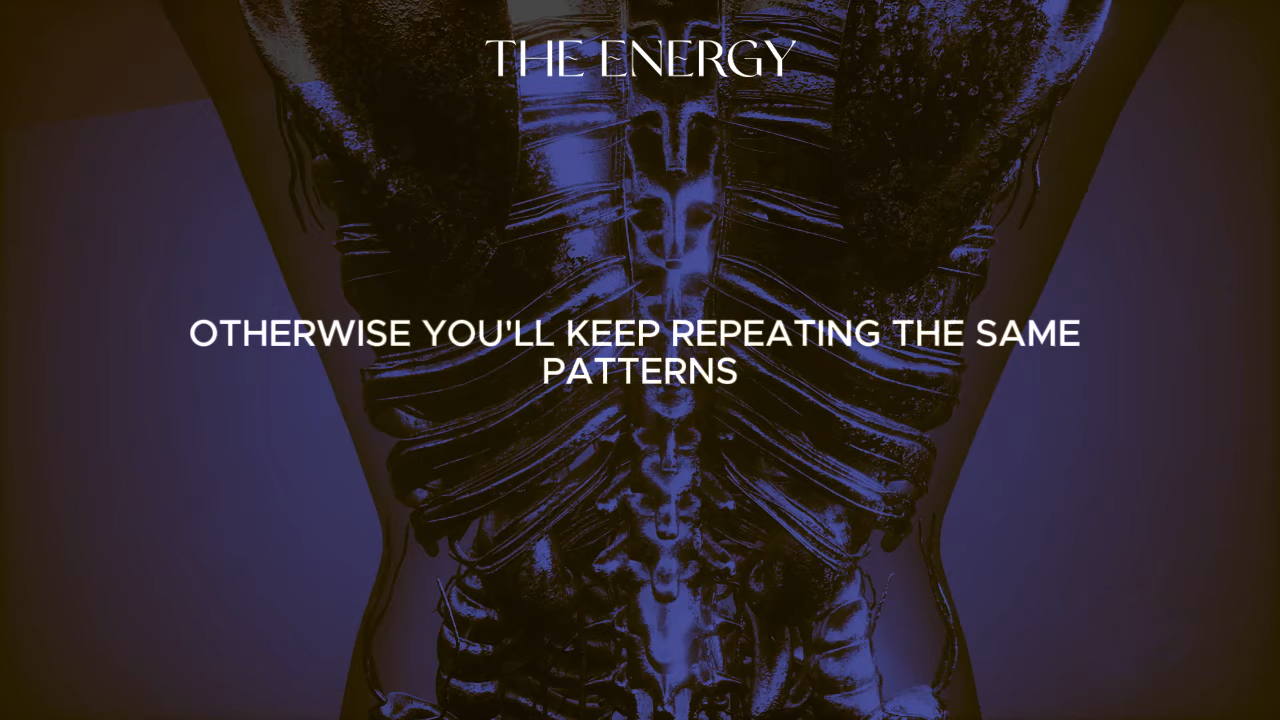 THE ENERGY
OTHERWISE YOU'LL KEEP REPEATING THE SAME
PATTERNS